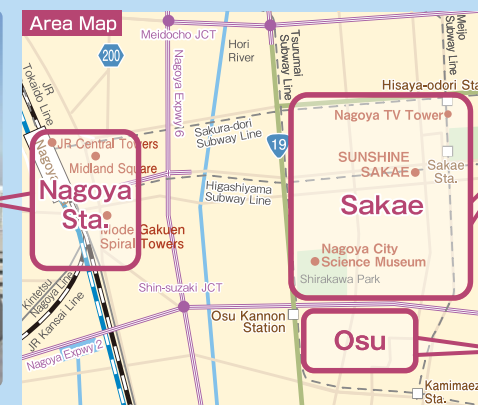 Area Map
Meidocho JCT
200
Hori
River
Tsurumai
Subway Line
Meijo
Subway Line
JR
Tokaido Line
Nagoya Expwy6
Hisaya-odori Sta
Sakura-dori
Subway Line
19
Nagoya TV Tower
JR Central Towers
Midland Square
Nagoya
Nagoya
Sta.
SUNSHINE
SAKAE
Sakae
Sta.
Higashiyama
Subway Line
Sakae
Mode Gakuen
Spiral Towers
Nagoya City
Science Museum
Shirakawa Park
Kintetsu
Nagoya Line
JR Kansai Line
Shin-suzaki JCT
Osu Kannon
Station
Osu
Nagoya Expwy 2
Kamimaez
Sta.